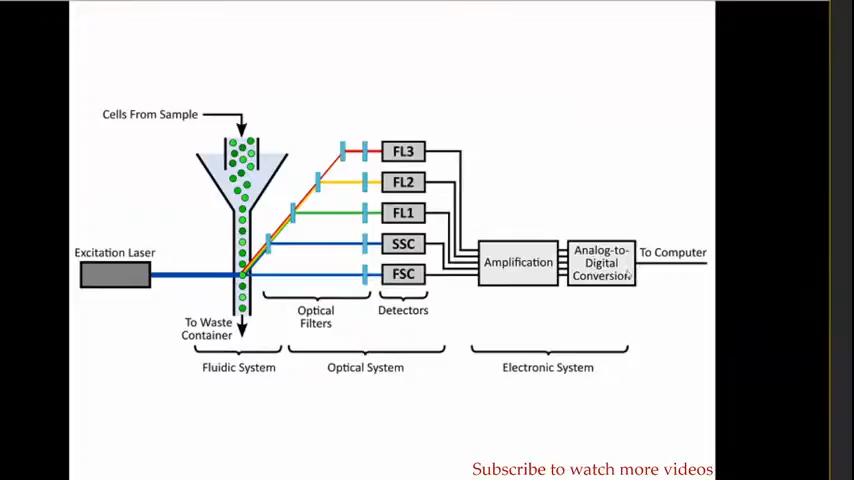 Cells From Sample
FL3
FL2
FL1
SSC
FSC
Excitation Laser
Amplification
Analog-to-
Digital
Conversion
To Computer
To Waste
Container
Optical
Filters
Detectors
Fluidic System
Optical System
Electronic System
Subscribe to watch more videos